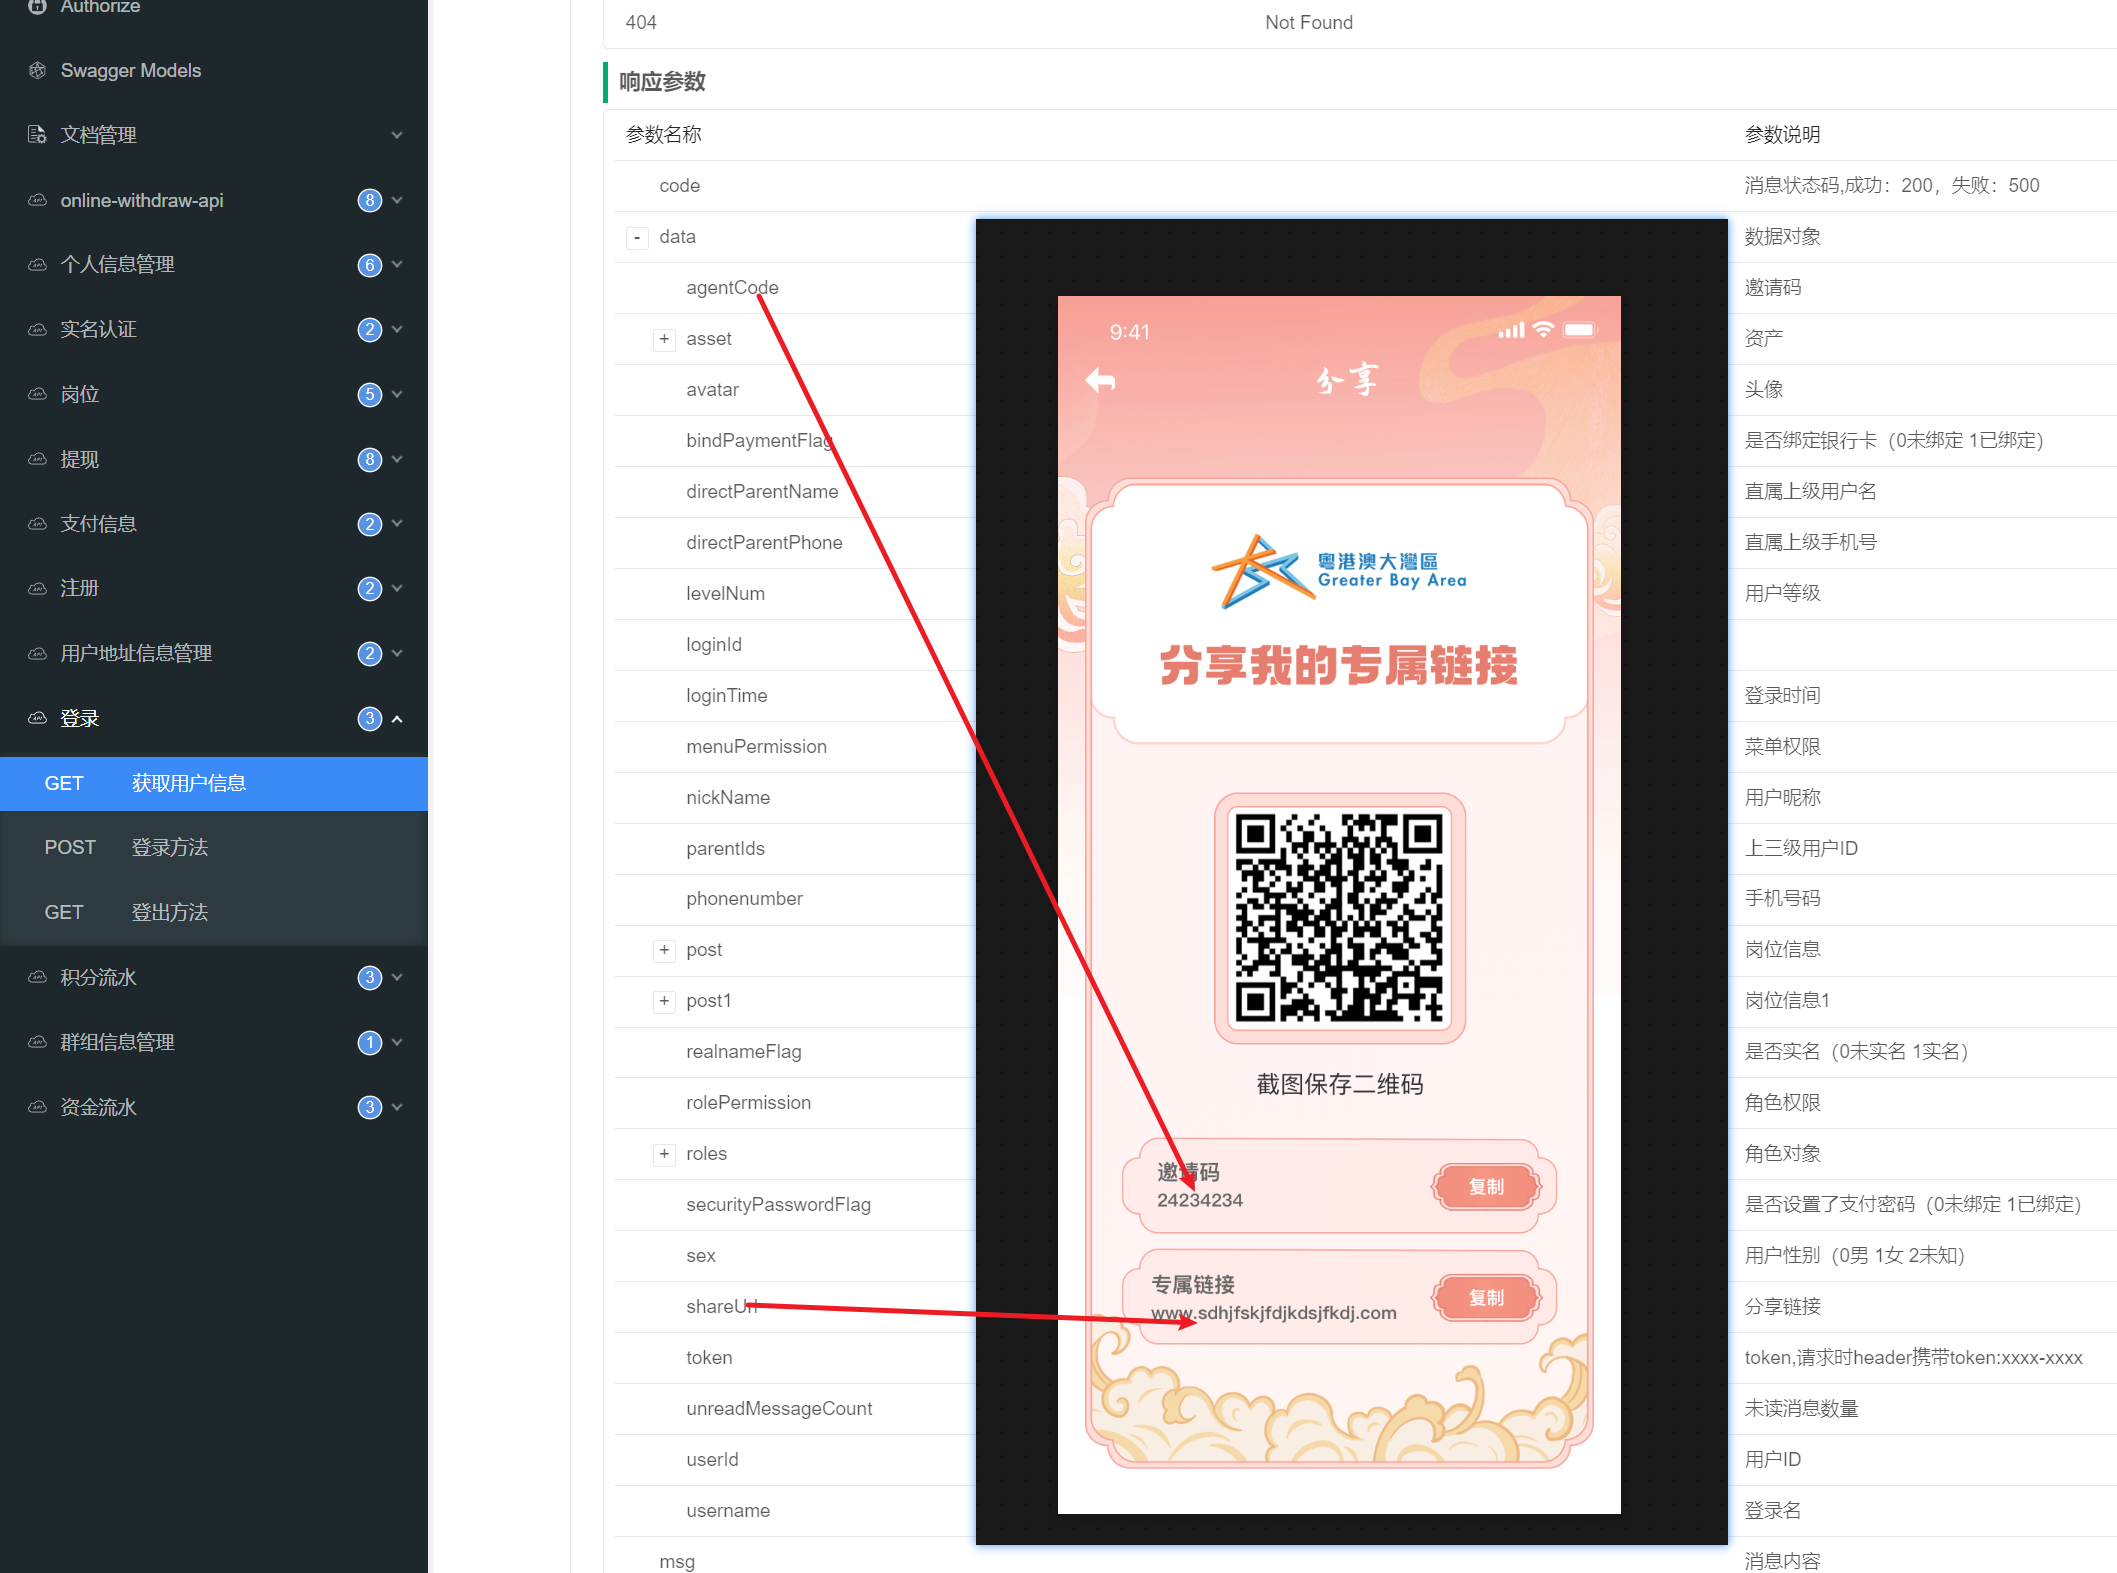 Authorize
Swagger Models
文档管理
online-withdraw-api 8
个人信息管理 6
实名认证 2
岗位 5
提现 8
支付信息 2
注册 2
用户地址信息管理 2
登录 3
GET 获取用户信息
POST 登录方法
GET 登出方法
积分流水 3
群组信息管理 1
资金流水 3
404 Not Found
响应参数
参数名称 参数说明
code 消息状态码,成功：200，失败：500
- data 数据对象
agentCode 邀请码
+ asset 资产
avatar 头像
bindPaymentFlag 是否绑定银行卡（0未绑定 1已绑定）
directParentName 直属上级用户名
directParentPhone 直属上级手机号
levelNum 用户等级
loginId
loginTime 登录时间
menuPermission 菜单权限
nickName 用户昵称
parentIds 上三级用户ID
phonenumber 手机号码
+ post 岗位信息
+ post1 岗位信息1
realnameFlag 是否实名（0未实名 1实名）
rolePermission 角色权限
+ roles 角色对象
securityPasswordFlag 是否设置了支付密码（0未绑定 1已绑定）
sex 用户性别（0男 1女 2未知）
shareUrl 分享链接
token token,请求时header携带token:xxxx-xxxx
unreadMessageCount 未读消息数量
userId 用户ID
username 登录名
msg 消息内容
9:41
分享
粤港澳大灣區
Greater Bay Area
分享我的专属链接
截图保存二维码
邀请码
24234234
复制
专属链接
www.sdhjfskjfdjkdsjfkdj.com
复制